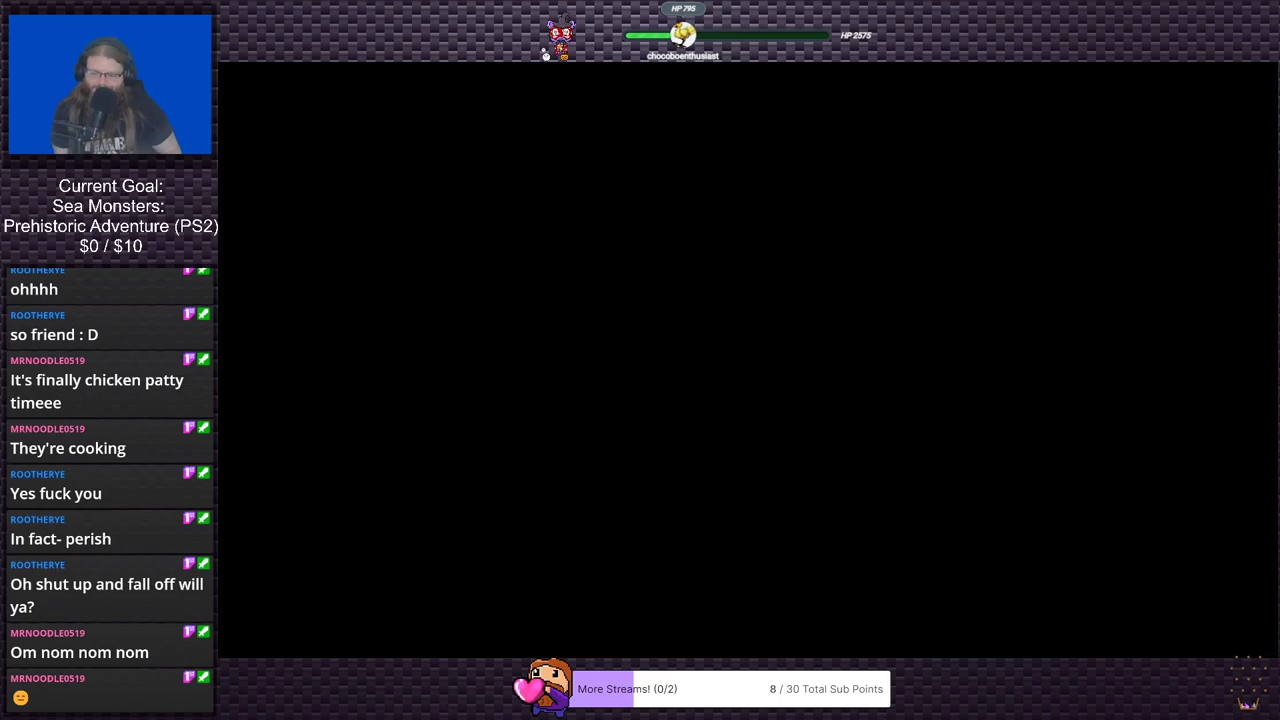 HP 795
HP 2575
chocoboenthusiast
Current Goal:
Sea Monsters:
Prehistoric Adventure (PS2)
$0 / $10
ROOTHERYE
ohhhh
ROOTHERYE
so friend : D
MRNOODLE0519
It's finally chicken patty
timeee
MRNOODLE0519
They're cooking
ROOTHERYE
Yes fuck you
ROOTHERYE
In fact- perish
ROOTHERYE
Oh shut up and fall off will
ya?
MRNOODLE0519
Om nom nom nom
MRNOODLE0519
More Streams! (0/2)
8 / 30 Total Sub Points